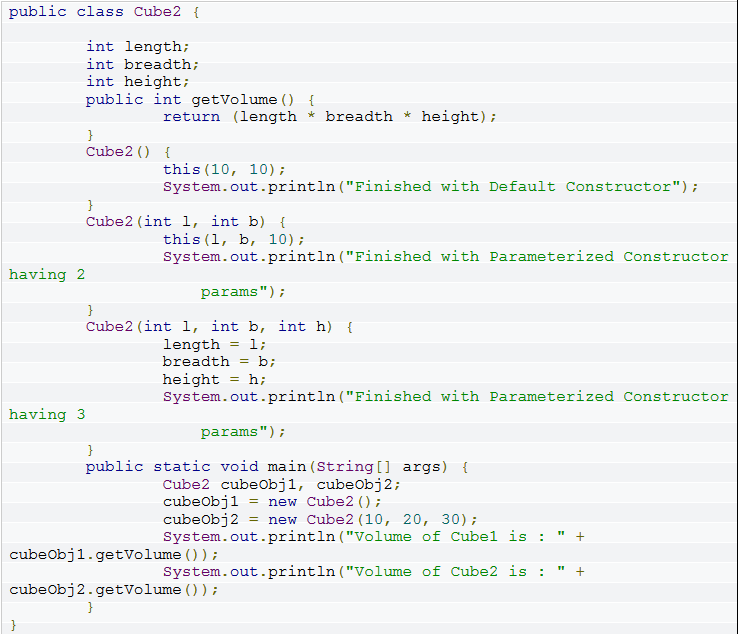 public class Cube2 {
int length;
int breadth;
int height;
public int getVolume() {
return (length * breadth * height);
}
Cube2() {
this(10, 10);
System.out.println("Finished with Default Constructor");
}
Cube2(int l, int b) {
this(l, b, 10);
System.out.println("Finished with Parameterized Constructor
having 2
params");
}
Cube2(int l, int b, int h) {
length = l;
breadth = b;
height = h;
System.out.println("Finished with Parameterized Constructor
having 3
params");
}
public static void main(String[] args) {
Cube2 cubeObj1, cubeObj2;
cubeObj1 = new Cube2();
cubeObj2 = new Cube2(10, 20, 30);
System.out.println("Volume of Cube1 is : " +
cubeObj1.getVolume());
System.out.println("Volume of Cube2 is : " +
cubeObj2.getVolume());
}
}